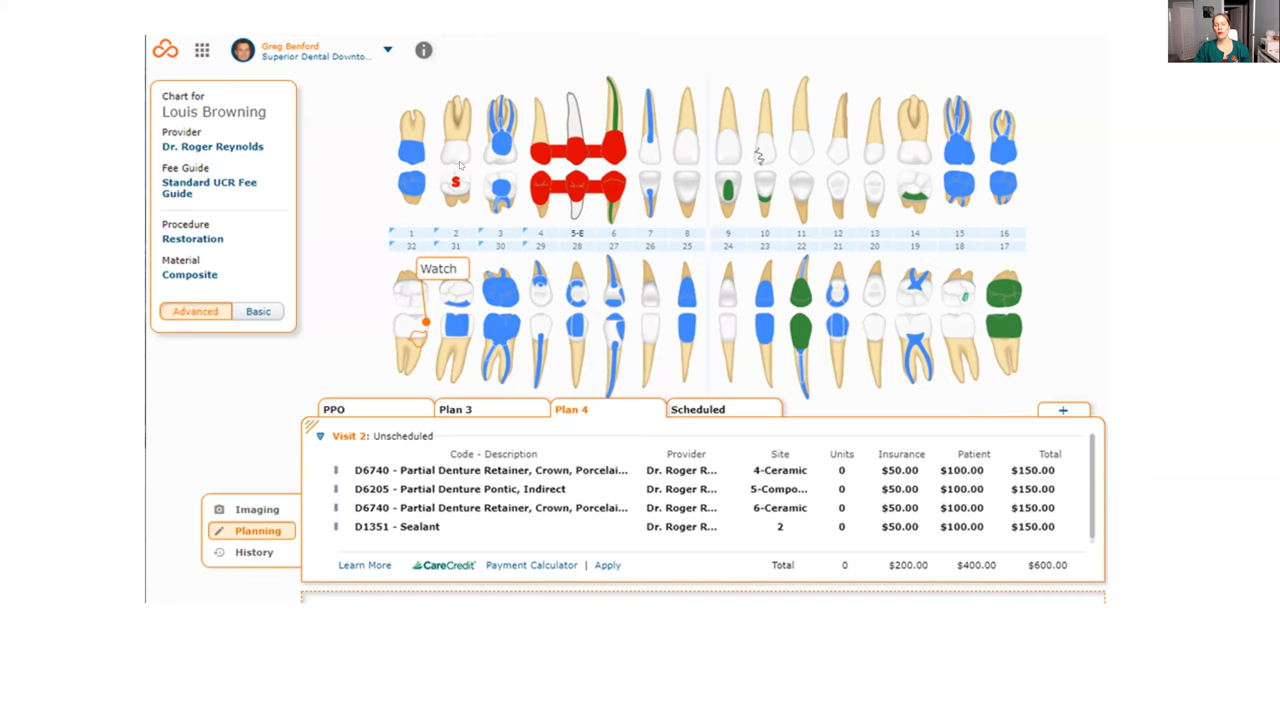 Greg Benford
Superior Dental Downto...
Chart for
Louis Browning
Provider
Dr. Roger Reynolds
Fee Guide
Standard UCR Fee
Guide
Procedure
Restoration
Material
Composite
Advanced Basic
S
1 2 3 4 5-E 6 7 8 9 10 11 12 13 14 15 16
32 31 30 29 28 27 26 25 24 23 22 21 20 19 18 17
Watch
PPO Plan 3 Plan 4 Scheduled +
Visit 2: Unscheduled
Code - Description Provider Site Units Insurance Patient Total
D6740 - Partial Denture Retainer, Crown, Porcelai... Dr. Roger R... 4-Ceramic 0 $50.00 $100.00 $150.00
D6205 - Partial Denture Pontic, Indirect Dr. Roger R... 5-Compo... 0 $50.00 $100.00 $150.00
D6740 - Partial Denture Retainer, Crown, Porcelai... Dr. Roger R... 6-Ceramic 0 $50.00 $100.00 $150.00
D1351 - Sealant Dr. Roger R... 2 0 $50.00 $100.00 $150.00
Learn More CareCredit Payment Calculator | Apply Total 0 $200.00 $400.00 $600.00
Imaging
Planning
History